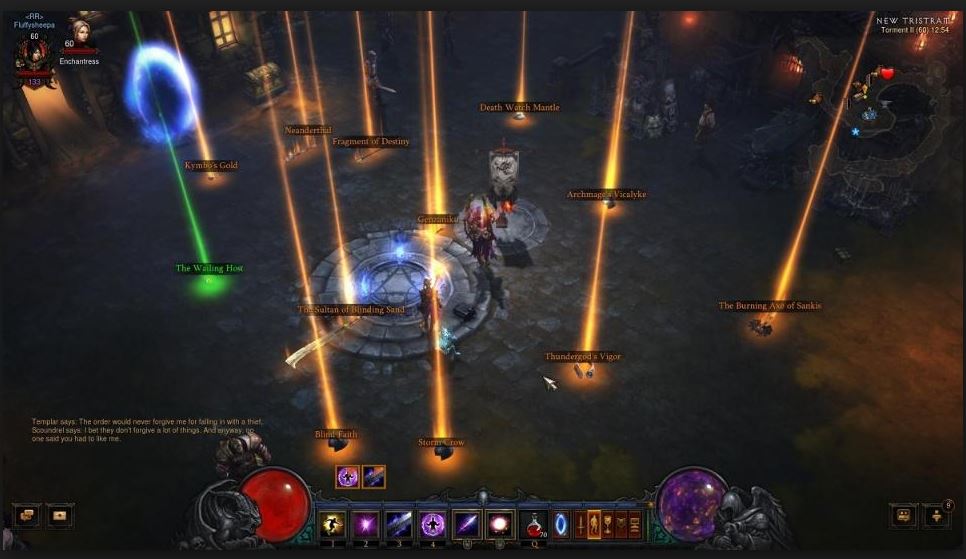 <RR>
Fluffysheepa
60
60
Enchantress
133
NEW TRISTRAM
Torment II (60) 12:54
Death Watch Mantle
Neanderthal
Fragment of Destiny
Kymbo's Gold
Archmage's Vicalyke
Genzaniku
The Wailing Host
The Sultan of Blinding Sand
The Burning Axe of Sankis
Thundergod's Vigor
Blind Faith
Storm Crow
Templar says: The order would never forgive me for falling in with a thief.
Scoundrel says: I bet they don't forgive a lot of things. And anyway, no
one said you had to like me.
70
1 2 3 4 Q